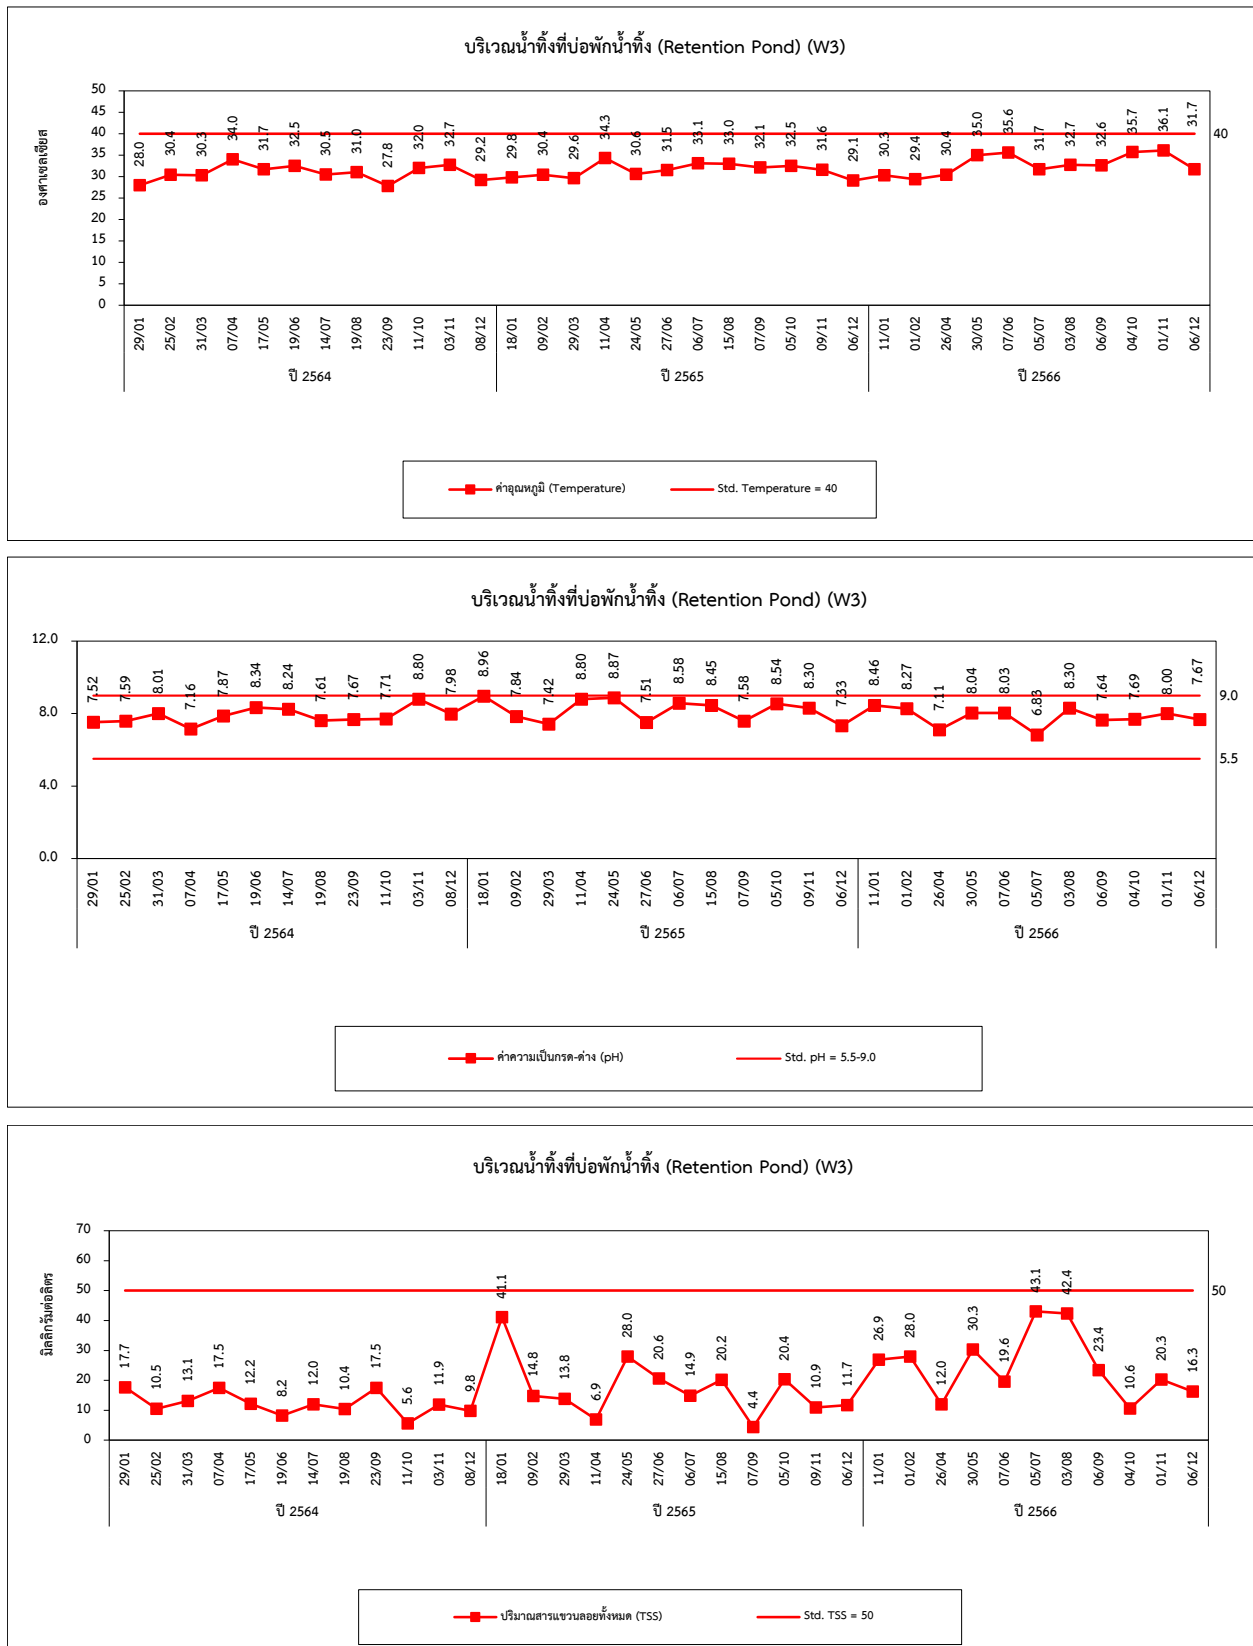 บริเวณน้ำทิ้งที่บ่อพักน้ำทิ้ง (Retention Pond) (W3)
องศาเซลเซียส
50
45
40
35
30
25
20
15
10
5
0
28.0 30.4 30.3 34.0 31.7 32.5 30.5 31.0 27.8 32.0 32.7 29.2 29.8 30.4 29.6 34.3 30.6 31.5 33.1 33.0 32.1 32.5 31.6 29.1 30.3 29.4 30.4 35.0 35.6 31.7 32.7 32.6 35.7 36.1 31.7
40
29/01 25/02 31/03 07/04 17/05 19/06 14/07 19/08 23/09 11/10 03/11 08/12 18/01 09/02 29/03 11/04 24/05 27/06 06/07 15/08 07/09 05/10 09/11 06/12 11/01 01/02 26/04 30/05 07/06 05/07 03/08 06/09 04/10 01/11 06/12
ปี 2564 ปี 2565 ปี 2566
ค่าอุณหภูมิ (Temperature) Std. Temperature = 40
บริเวณน้ำทิ้งที่บ่อพักน้ำทิ้ง (Retention Pond) (W3)
12.0
8.0
4.0
0.0
7.52 7.59 8.01 7.16 7.87 8.34 8.24 7.61 7.67 7.71 8.80 7.98 8.96 7.84 7.42 8.80 8.87 7.51 8.58 8.45 7.58 8.54 8.30 7.33 8.46 8.27 7.11 8.04 8.03 6.83 8.30 7.64 7.69 8.00 7.67
9.0
5.5
29/01 25/02 31/03 07/04 17/05 19/06 14/07 19/08 23/09 11/10 03/11 08/12 18/01 09/02 29/03 11/04 24/05 27/06 06/07 15/08 07/09 05/10 09/11 06/12 11/01 01/02 26/04 30/05 07/06 05/07 03/08 06/09 04/10 01/11 06/12
ปี 2564 ปี 2565 ปี 2566
ค่าความเป็นกรด-ด่าง (pH) Std. pH = 5.5-9.0
บริเวณน้ำทิ้งที่บ่อพักน้ำทิ้ง (Retention Pond) (W3)
มิลลิกรัมต่อลิตร
70
60
50
40
30
20
10
0
17.7 10.5 13.1 17.5 12.2 8.2 12.0 10.4 17.5 5.6 11.9 9.8 41.1 14.8 13.8 6.9 28.0 20.6 14.9 20.2 4.4 20.4 10.9 11.7 26.9 28.0 12.0 30.3 19.6 43.1 42.4 23.4 10.6 20.3 16.3
50
29/01 25/02 31/03 07/04 17/05 19/06 14/07 19/08 23/09 11/10 03/11 08/12 18/01 09/02 29/03 11/04 24/05 27/06 06/07 15/08 07/09 05/10 09/11 06/12 11/01 01/02 26/04 30/05 07/06 05/07 03/08 06/09 04/10 01/11 06/12
ปี 2564 ปี 2565 ปี 2566
ปริมาณสารแขวนลอยทั้งหมด (TSS) Std. TSS = 50